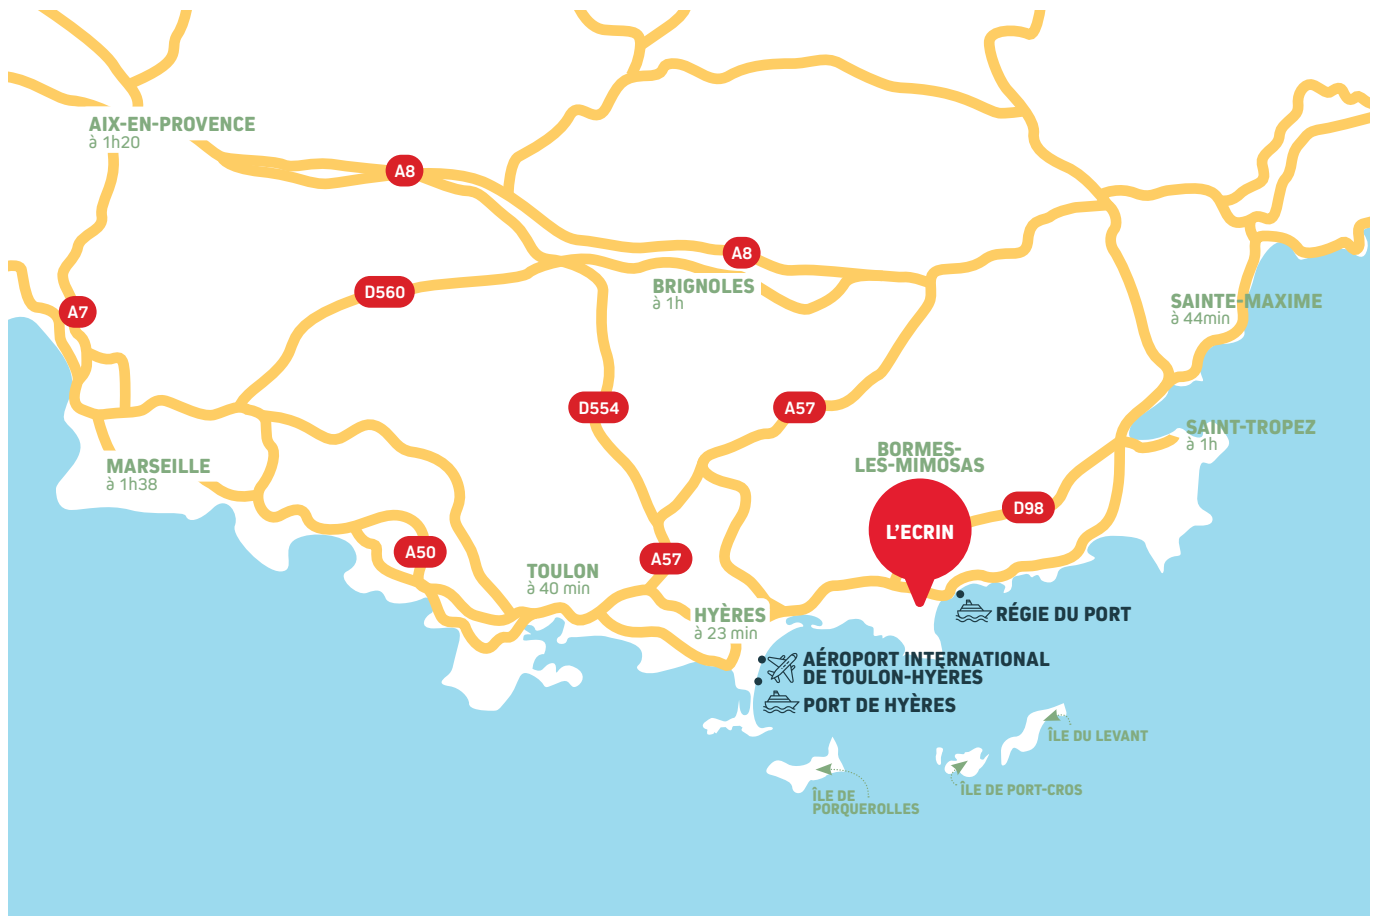 AIX-EN-PROVENCE
à 1h20
A8
A8
D560
BRIGNOLES
à 1h
A7
SAINTE-MAXIME
à 44min
D554
A57
SAINT-TROPEZ
à 1h
BORMES-
LES-MIMOSAS
MARSEILLE
à 1h38
D98
L'ECRIN
A50
A57
TOULON
à 40 min
HYÈRES
à 23 min
RÉGIE DU PORT
AÉROPORT INTERNATIONAL
DE TOULON-HYÈRES
PORT DE HYÈRES
ÎLE DU LEVANT
ÎLE DE PORT-CROS
ÎLE DE
PORQUEROLLES